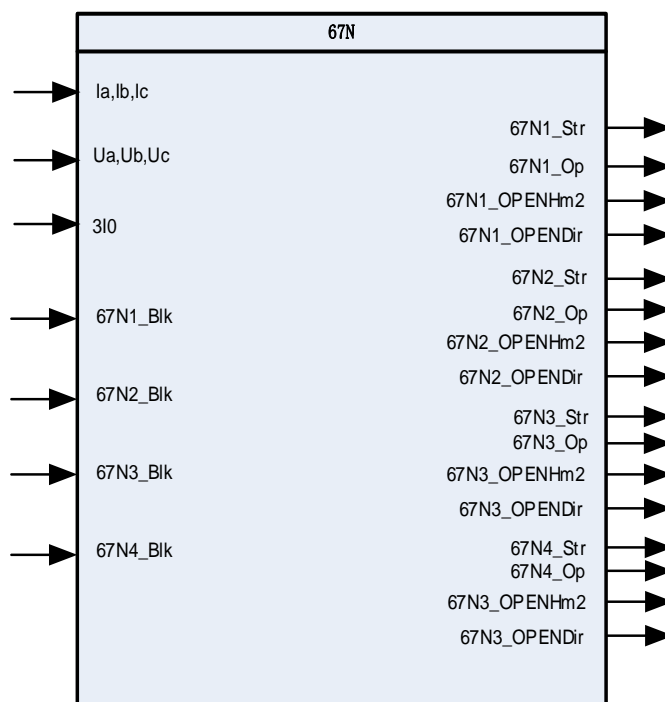 67N
Ia,Ib,Ic
Ua,Ub,Uc
3I0
67N1_Blk
67N2_Blk
67N3_Blk
67N4_Blk
67N1_Str
67N1_Op
67N1_OPENHm2
67N1_OPENDir
67N2_Str
67N2_Op
67N2_OPENHm2
67N2_OPENDir
67N3_Str
67N3_Op
67N3_OPENHm2
67N3_OPENDir
67N4_Str
67N4_Op
67N3_OPENHm2
67N3_OPENDir